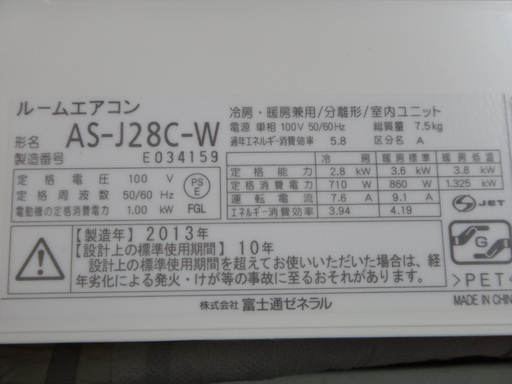 ルームエアコン
形名 AS-J28C-W
製造番号 E034159
冷房・暖房兼用/分離形/室内ユニット
電源 単相100V 50/60Hz 総質量 7.5kg
通年エネルギー消費効率 5.8 区分名 A
定格電圧 100 V
定格周波数 50/60 Hz
電動機の定格消費電力 1.00 kW
PS
E
FGL
冷房 暖房標準 暖房低温
定格能力 2.8 kW 3.6 kW 3.8 kW
定格消費電力 710 W 860 W 1,325 kW
運転電流 7.6 A 9.1 A
エネルギー消費効率 3.94 4.19
S JET
G
>PET<
MADE IN CHIN
【製造年】2013年
【設計上の標準使用期間】10年
設計上の標準使用期間を超えてお使いいただいた場合は、経
年劣化による発火・けが等の事故に至るおそれがあります。
株式会社 富士通ゼネラル